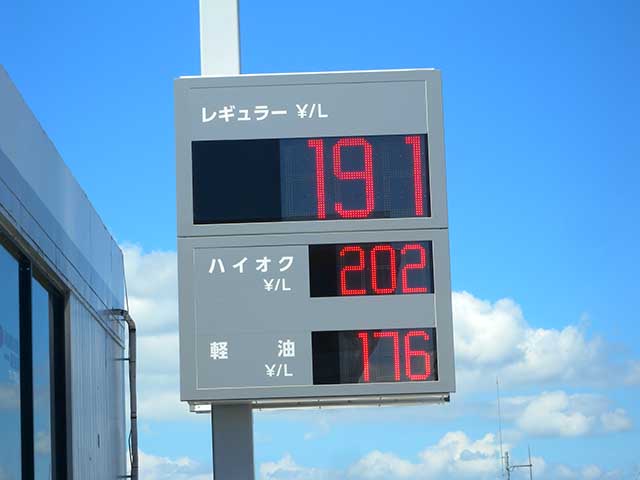 レギュラー ¥/L
191
ハイオク 202
¥/L
軽 油 176
¥/L